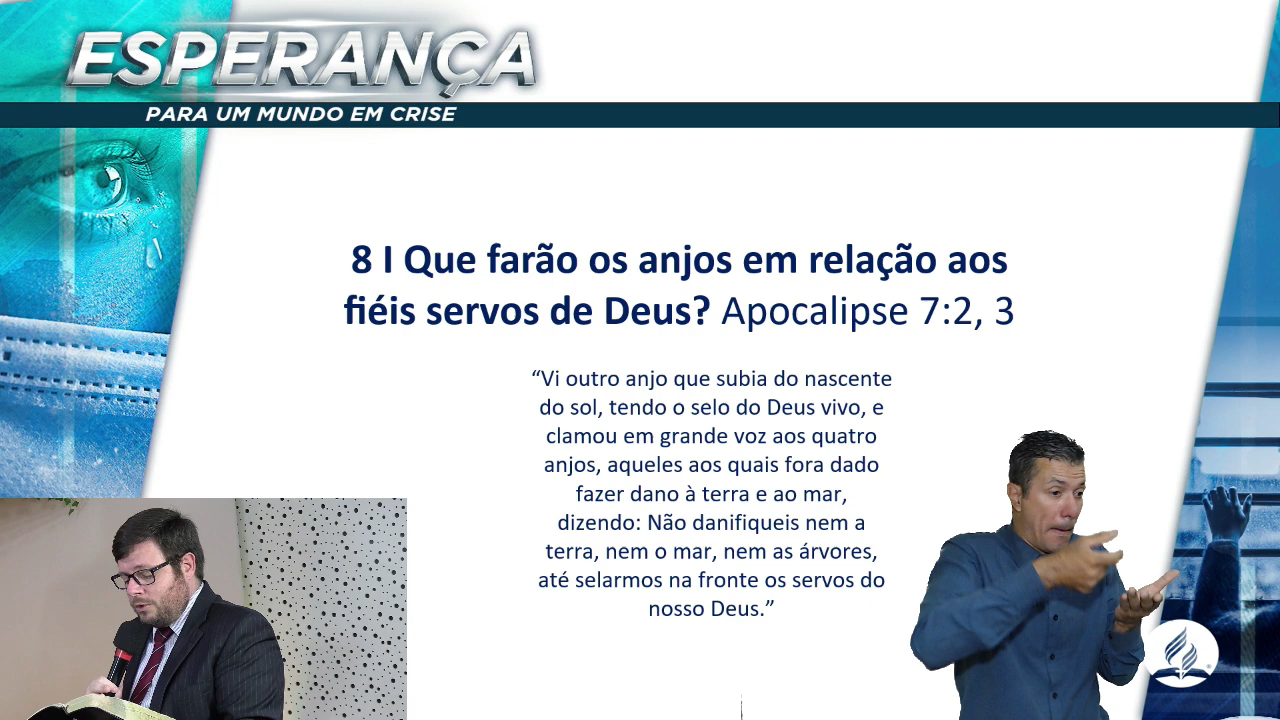 ESPERANÇA
PARA UM MUNDO EM CRISE
8 I Que farão os anjos em relação aos
fiéis servos de Deus? Apocalipse 7:2, 3
“Vi outro anjo que subia do nascente
do sol, tendo o selo do Deus vivo, e
clamou em grande voz aos quatro
anjos, aqueles aos quais fora dado
fazer dano à terra e ao mar,
dizendo: Não danifiqueis nem a
terra, nem o mar, nem as árvores,
até selarmos na fronte os servos do
nosso Deus.”